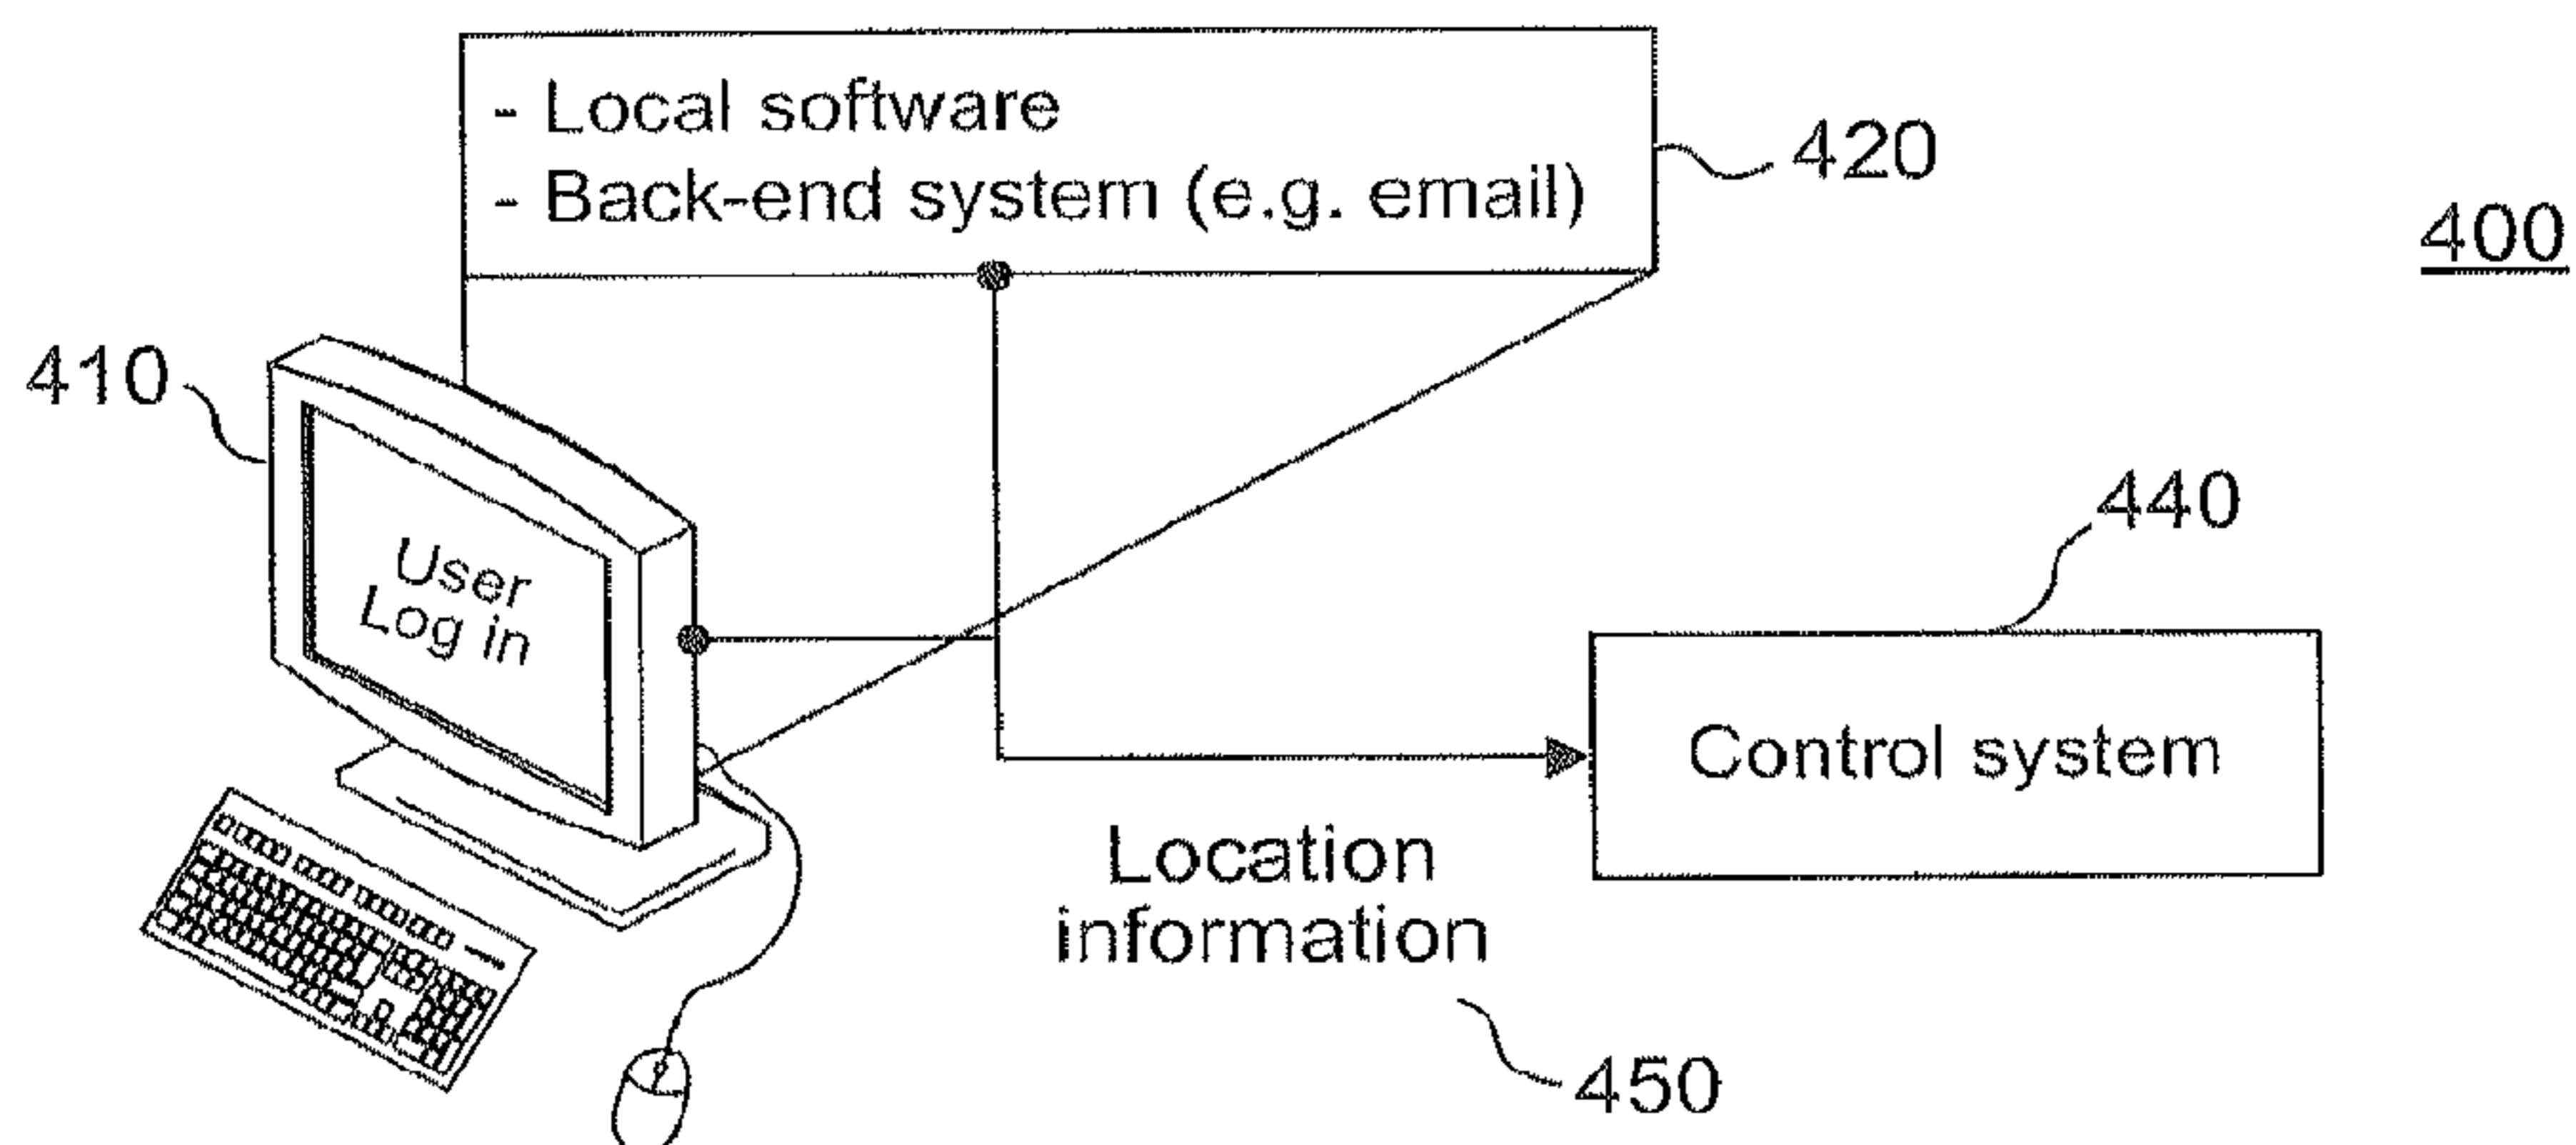 - Local software
- Back-end system (e.g. email)
420
400
410
User
Log in
440
Control system
Location
information
450